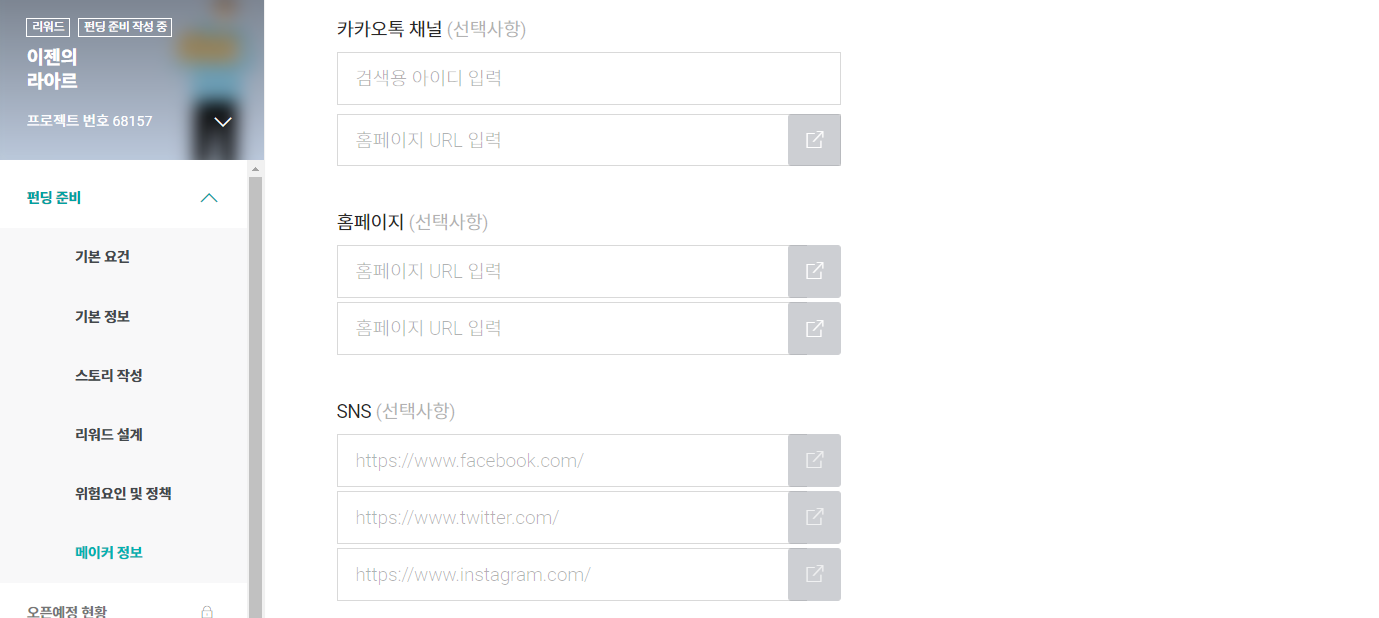 리워드 펀딩 준비 작성 중
이젠의
라아르
프로젝트 번호 68157
펀딩 준비
기본 요건
기본 정보
스토리 작성
리워드 설계
위험요인 및 정책
메이커 정보
오픈예정 현황
카카오톡 채널 (선택사항)
검색용 아이디 입력
홈페이지 URL 입력
홈페이지 (선택사항)
홈페이지 URL 입력
홈페이지 URL 입력
SNS (선택사항)
https://www.facebook.com/
https://www.twitter.com/
https://www.instagram.com/